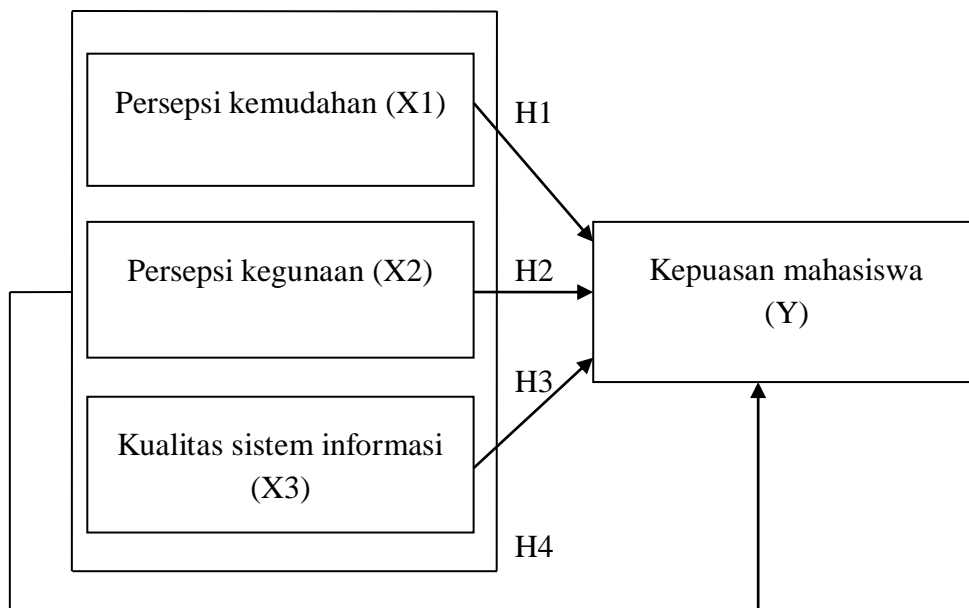 Persepsi kemudahan (X1)
H1
Persepsi kegunaan (X2)
H2
Kepuasan mahasiswa
(Y)
H3
Kualitas sistem informasi
(X3)
H4